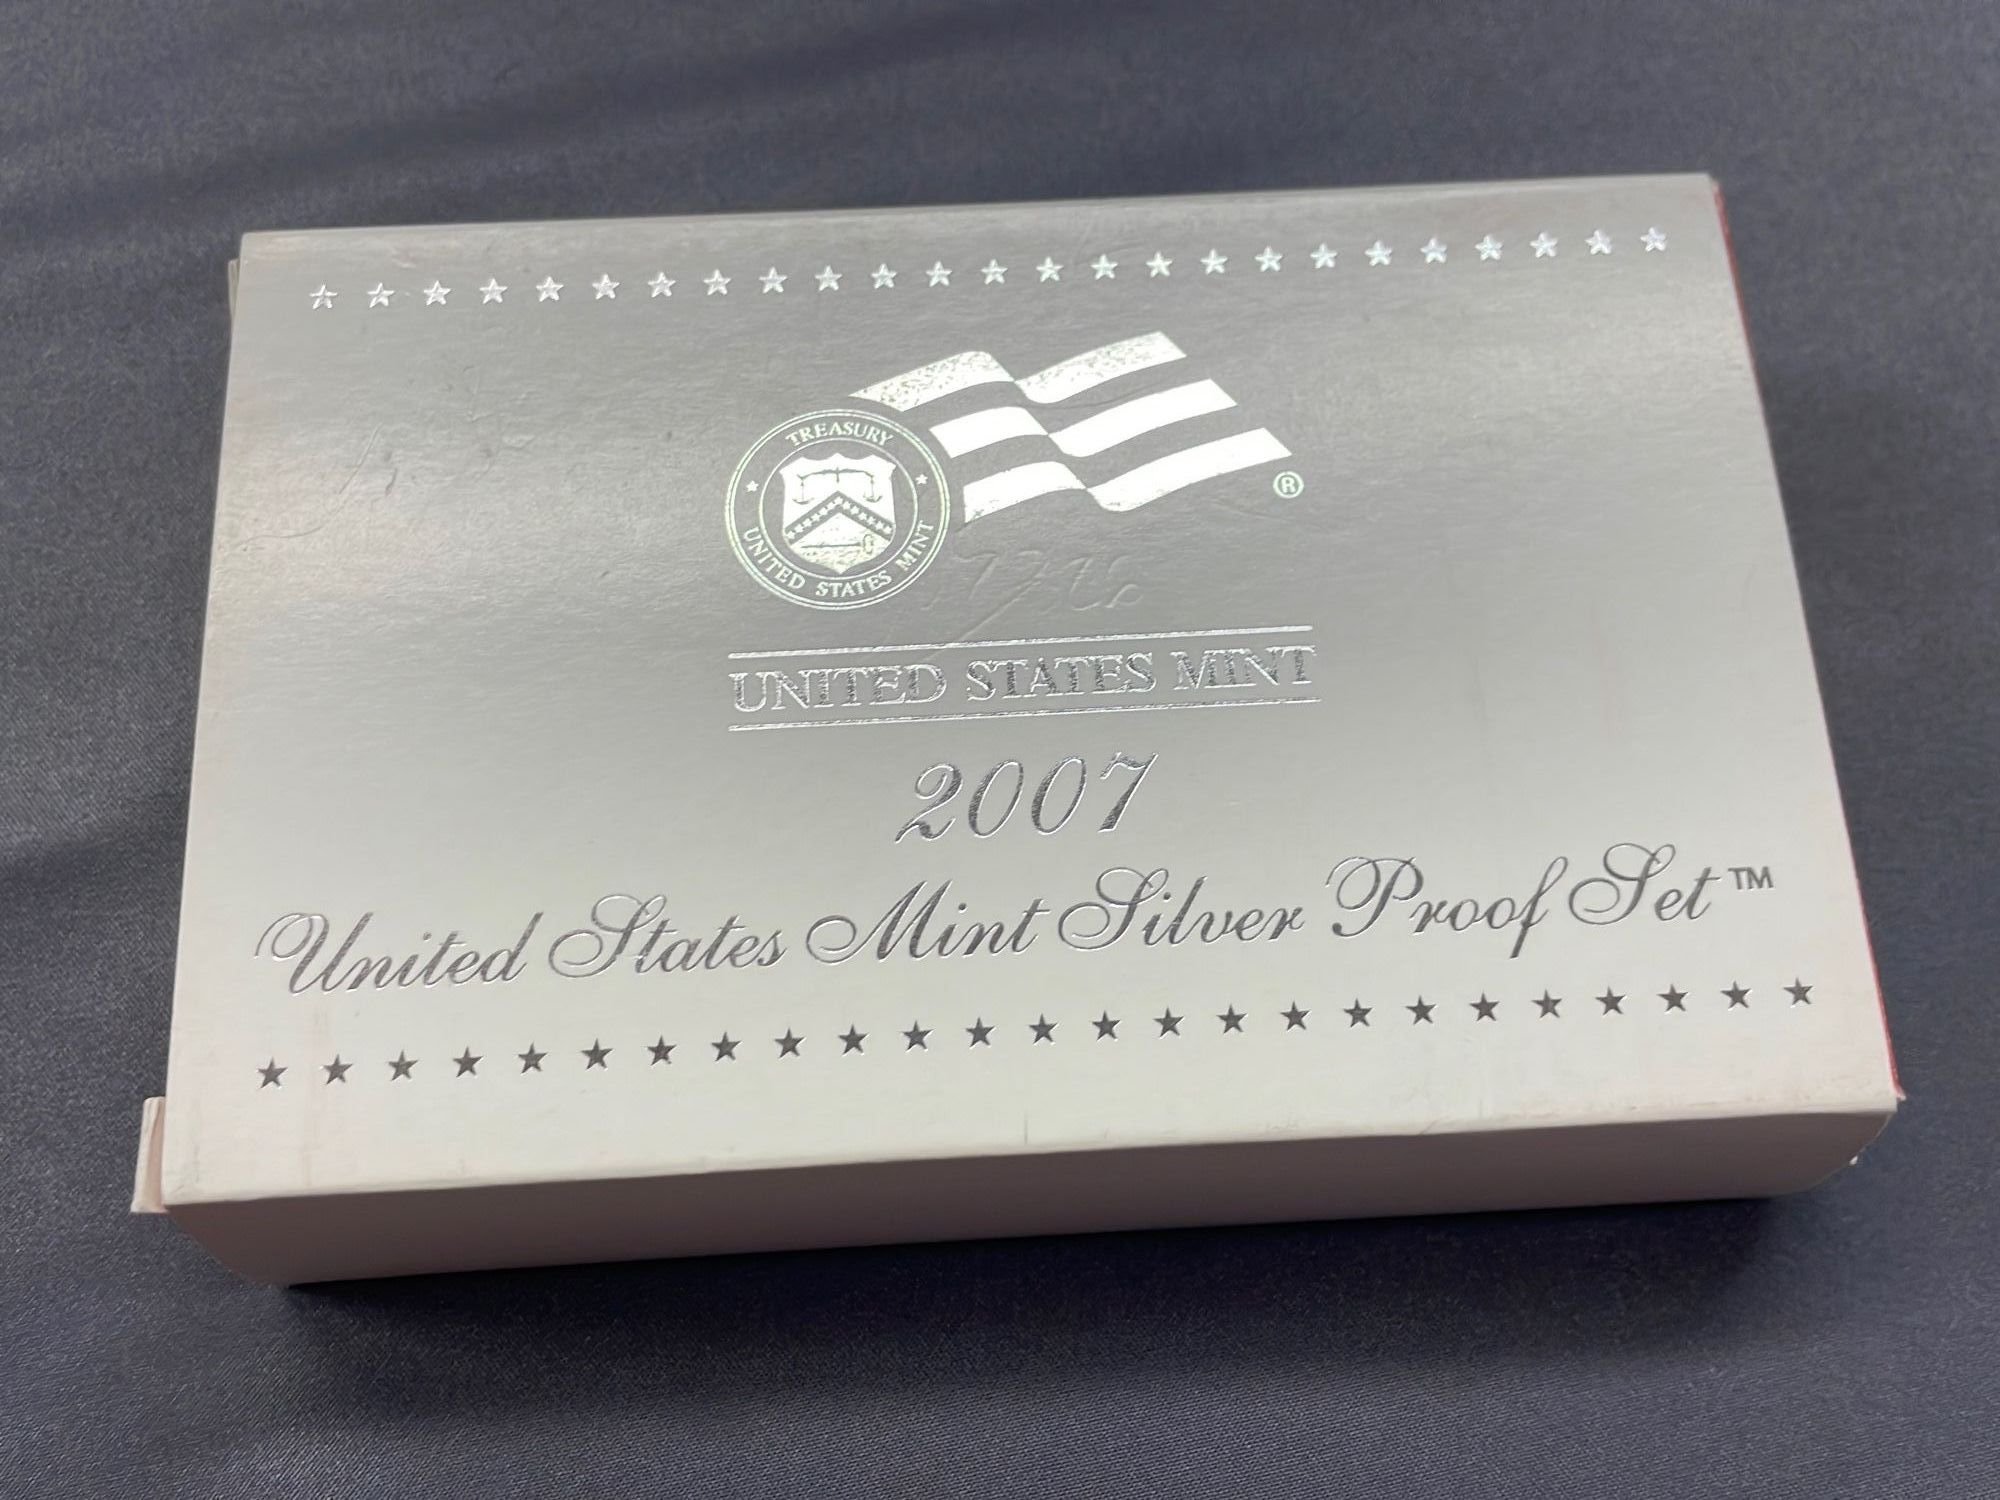 TREASURY
UNITED STATES MINT
®
UNITED STATES MINT
2007
United States Mint Silver Proof Set™